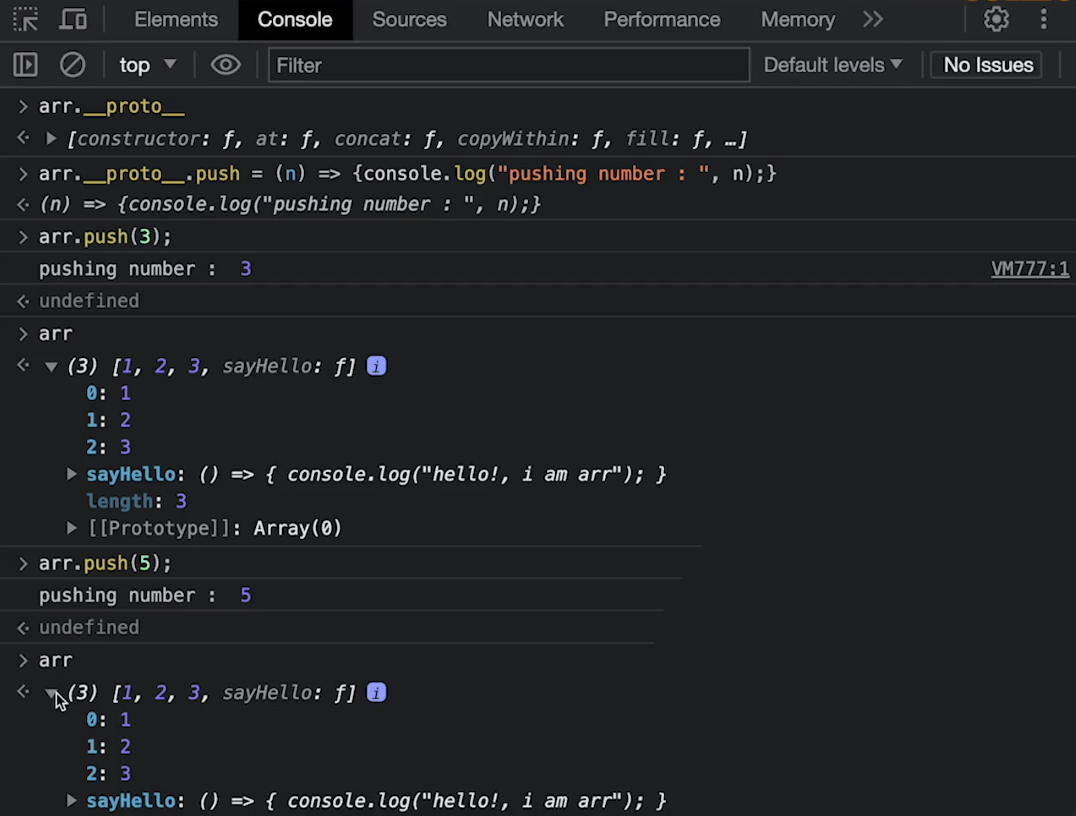 Elements Console Sources Network Performance Memory
top Filter Default levels No Issues
arr.__proto__
[constructor: ƒ, at: ƒ, concat: ƒ, copyWithin: ƒ, fill: ƒ, …]
arr.__proto__.push = (n) => {console.log("pushing number : ", n);}
(n) => {console.log("pushing number : ", n);}
arr.push(3);
pushing number :  3 VM777:1
undefined
arr
(3) [1, 2, 3, sayHello: ƒ] i
0: 1
1: 2
2: 3
sayHello: () => { console.log("hello!, i am arr"); }
length: 3
[[Prototype]]: Array(0)
arr.push(5);
pushing number :  5
undefined
arr
(3) [1, 2, 3, sayHello: ƒ] i
0: 1
1: 2
2: 3
sayHello: () => { console.log("hello!, i am arr"); }